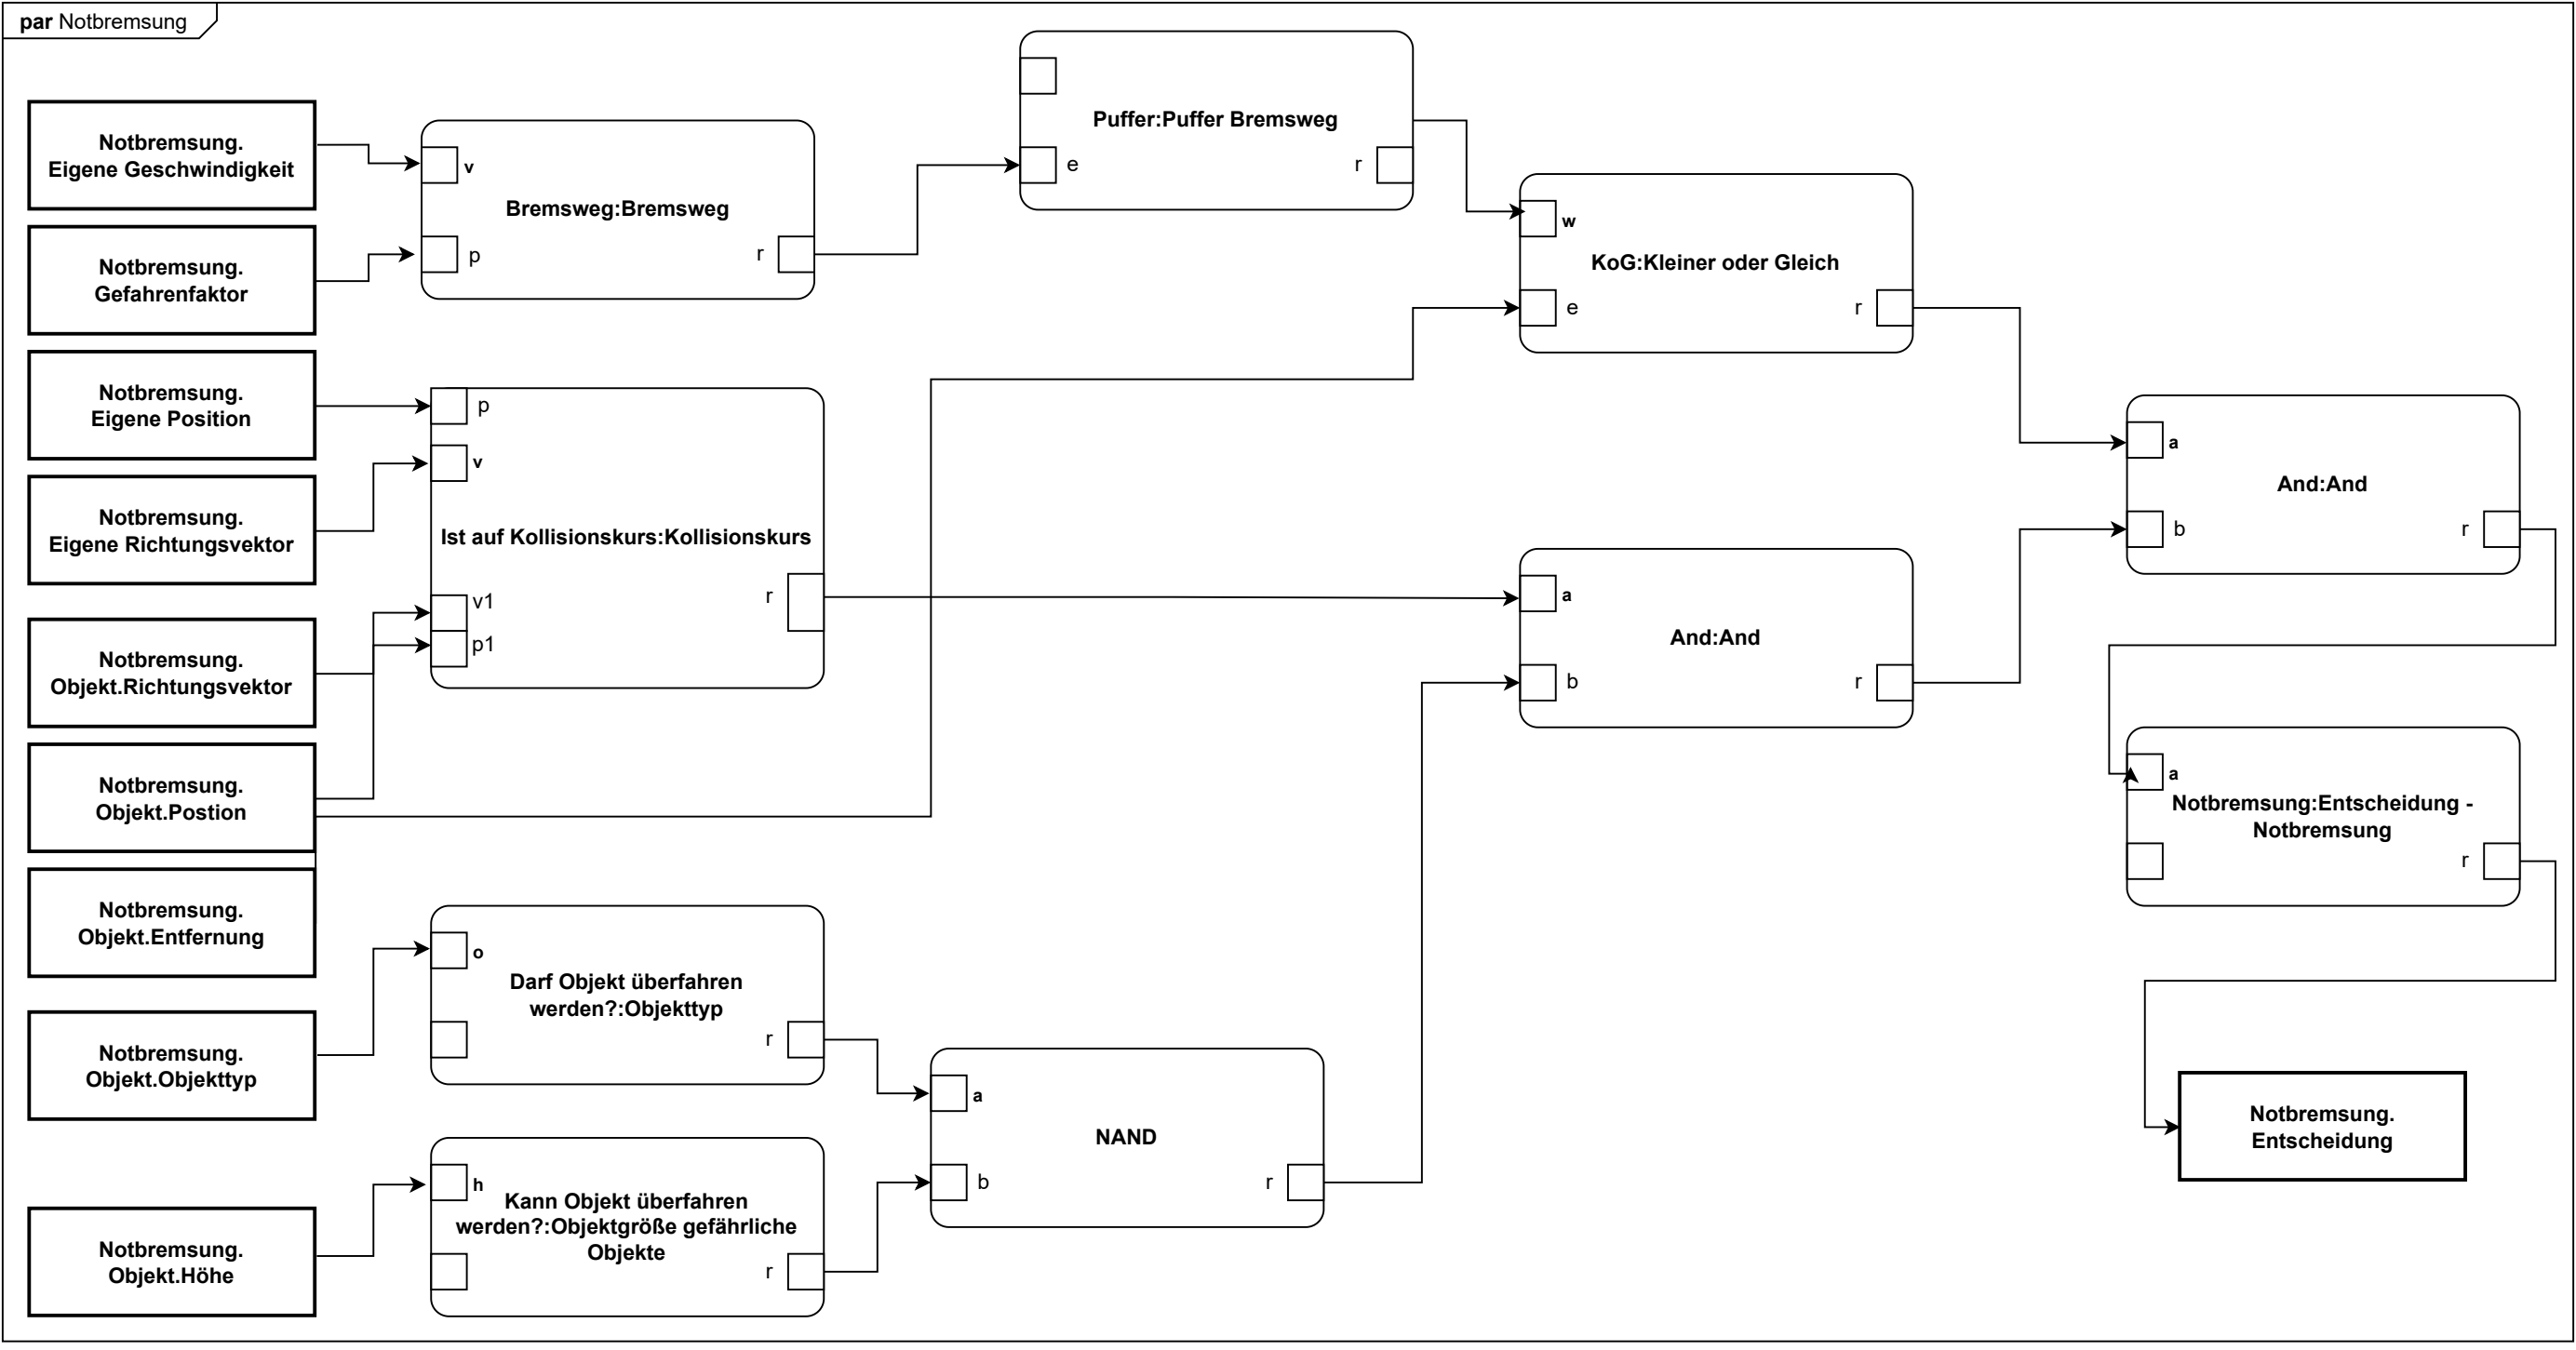 par Notbremsung
Notbremsung.
Eigene Geschwindigkeit
Notbremsung.
Gefahrenfaktor
Notbremsung.
Eigene Position
Notbremsung.
Eigene Richtungsvektor
Notbremsung.
Objekt.Richtungsvektor
Notbremsung.
Objekt.Postion
Notbremsung.
Objekt.Entfernung
Notbremsung.
Objekt.Objekttyp
Notbremsung.
Objekt.Höhe
v
Bremsweg:Bremsweg
p
r
p
v
Ist auf Kollisionskurs:Kollisionskurs
v1
r
p1
o
Darf Objekt überfahren
werden?:Objekttyp
r
h
Kann Objekt überfahren
werden?:Objektgröße gefährliche
Objekte
r
Puffer:Puffer Bremsweg
e
r
a
NAND
b
r
w
KoG:Kleiner oder Gleich
e
r
a
And:And
b
r
a
And:And
b
r
a
Notbremsung:Entscheidung -
Notbremsung
r
Notbremsung.
Entscheidung